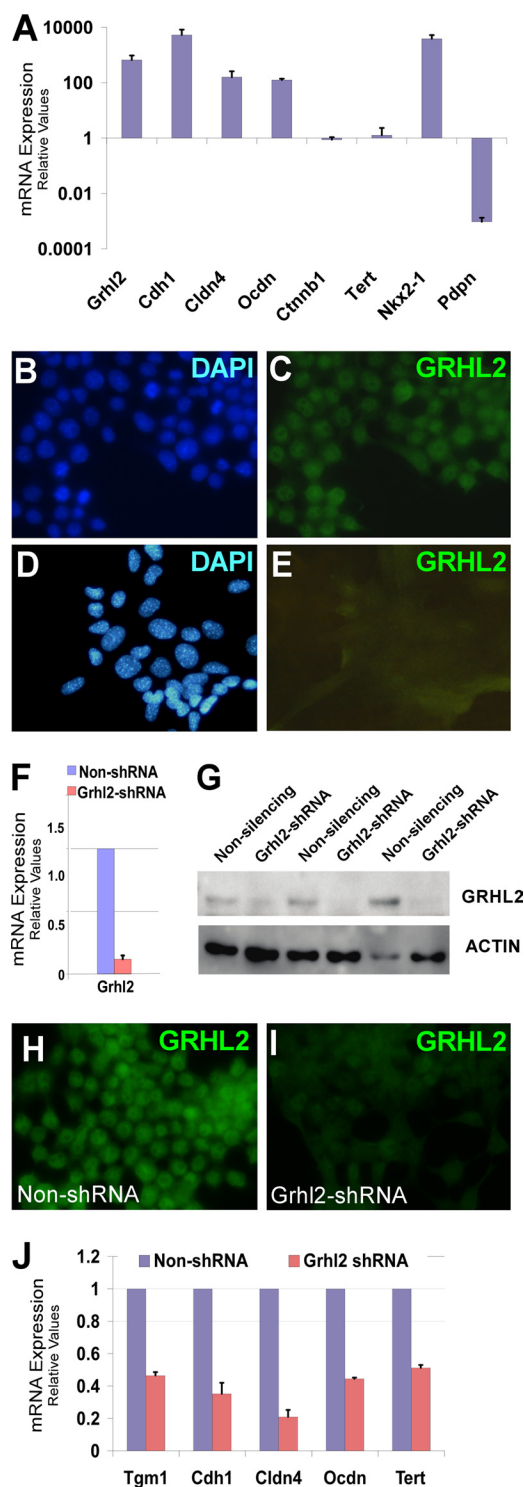 A
mRNA Expression
Relative Values
10000
100
1
0.01
0.0001
Grhl2
Cdh1
Cldn4
Ocdn
Ctnnb1
Tert
Nkx2-1
Pdpn
B
DAPI
C
GRHL2
D
DAPI
E
GRHL2
F
Non-shRNA
Grhl2-shRNA
mRNA Expression
Relative Values
1.5
1.0
0.5
0
Grhl2
G
Non-silencing
Grhl2-shRNA
Non-silencing
Grhl2-shRNA
Non-silencing
Grhl2-shRNA
GRHL2
ACTIN
H
GRHL2
Non-shRNA
I
GRHL2
Grhl2-shRNA
J
Non-shRNA
Grhl2 shRNA
mRNA Expression
Relative Values
1.2
1
0.8
0.6
0.4
0.2
0
Tgm1
Cdh1
Cldn4
Ocdn
Tert